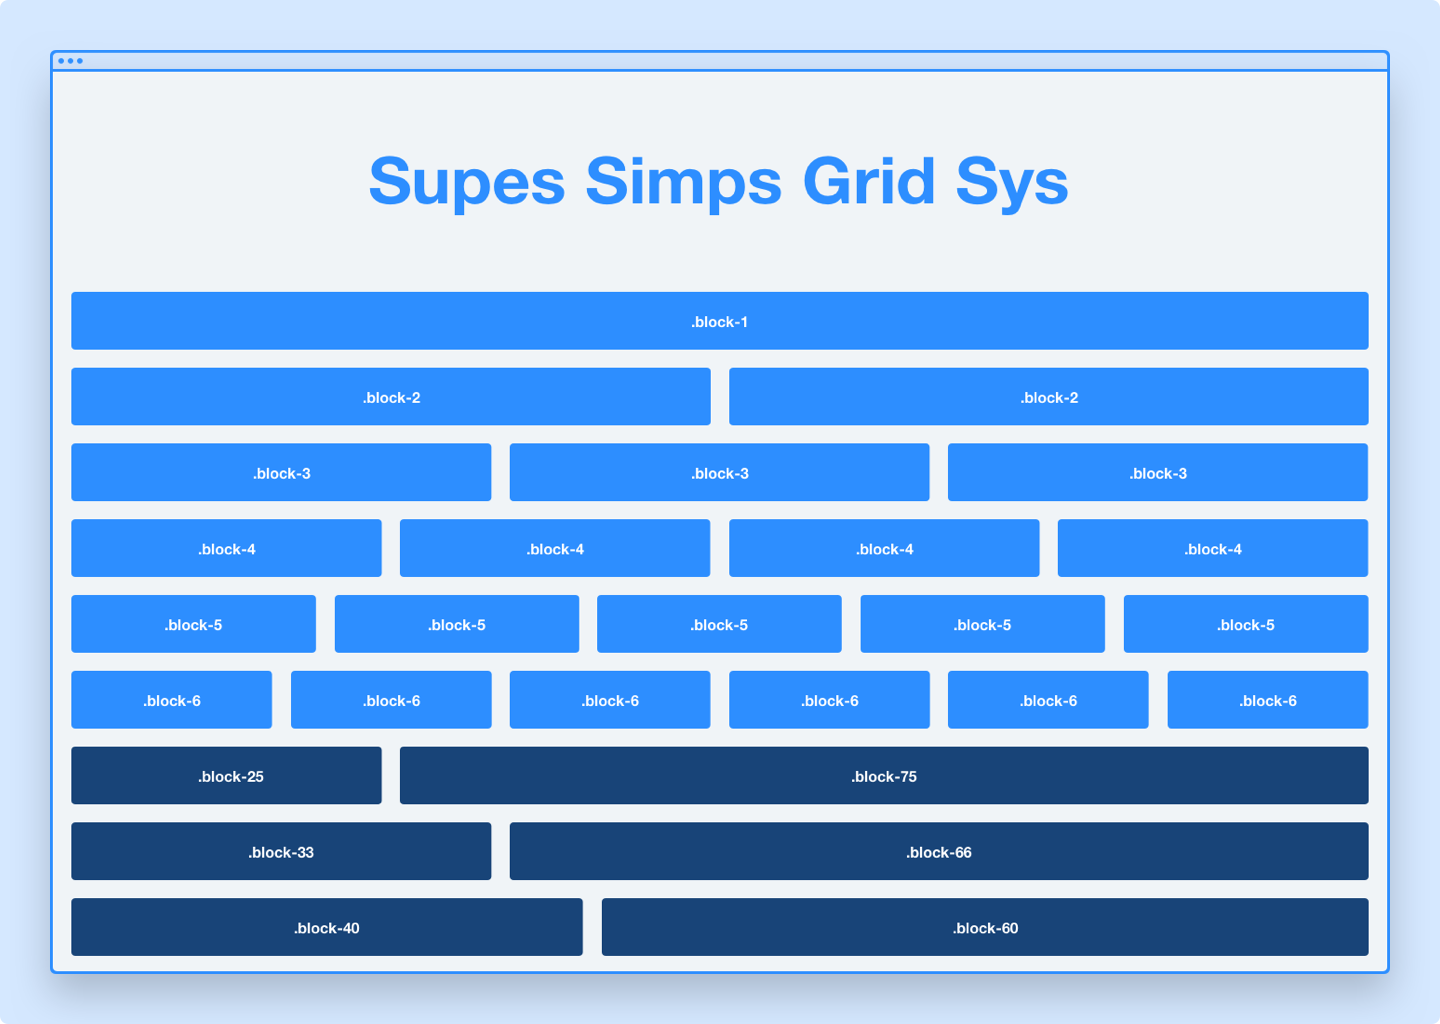 Supes Simps Grid Sys
.block-1
.block-2 .block-2
.block-3 .block-3 .block-3
.block-4 .block-4 .block-4 .block-4
.block-5 .block-5 .block-5 .block-5 .block-5
.block-6 .block-6 .block-6 .block-6 .block-6 .block-6
.block-25 .block-75
.block-33 .block-66
.block-40 .block-60